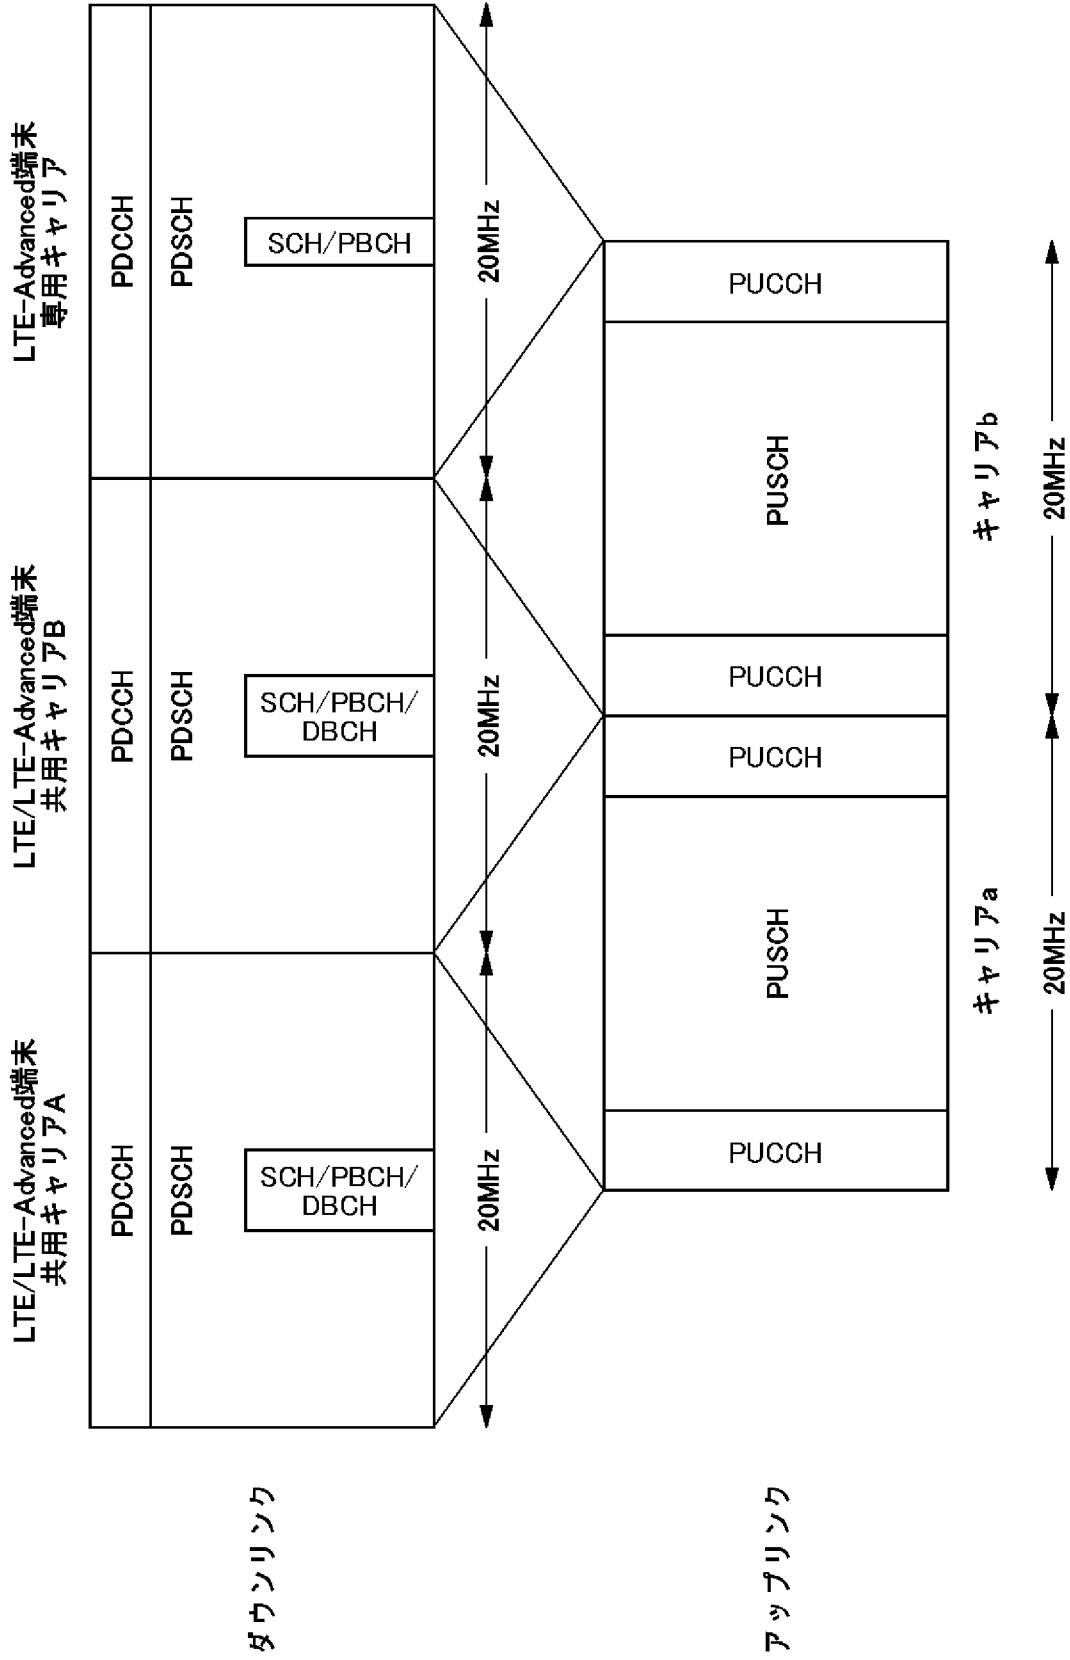 LTE/LTE-Advanced端末
共用キャリアA
LTE/LTE-Advanced端末
共用キャリアB
LTE-Advanced端末
専用キャリア
ダウンリンク
PDCCH
PDCCH
PDCCH
PDSCH
PDSCH
PDSCH
SCH/PBCH/
DBCH
SCH/PBCH/
DBCH
SCH/PBCH
20MHz
20MHz
20MHz
アップリンク
PUCCH
PUSCH
PUCCH
PUCCH
PUSCH
PUCCH
キャリアa
キャリアb
20MHz
20MHz